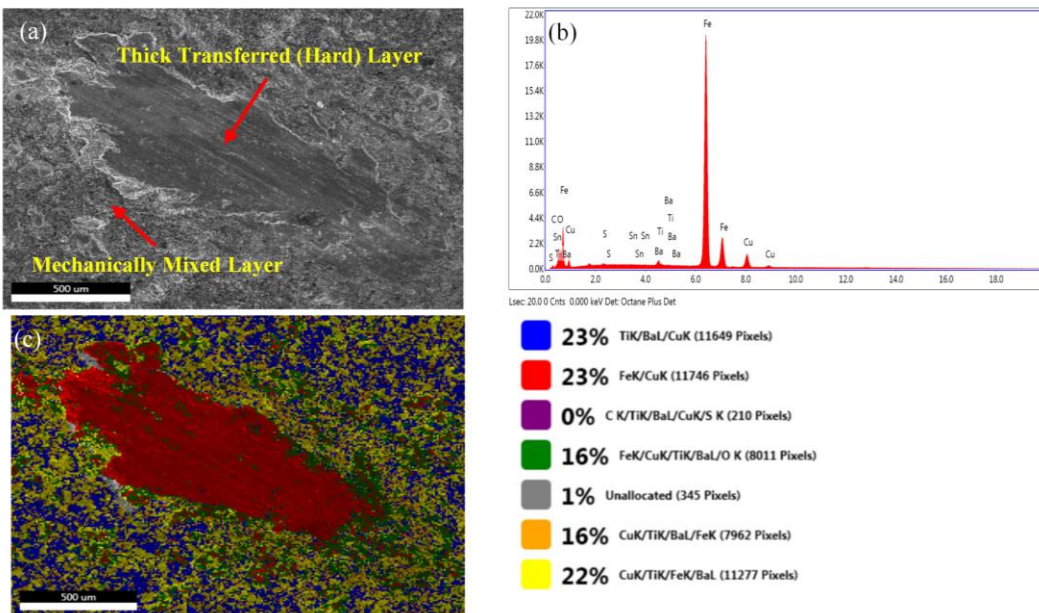 (a)
Thick Transferred (Hard) Layer
Mechanically Mixed Layer
500 um
(b)
22.0K
19.8K
17.6K
15.4K
13.2K
11.0K
8.8K
6.6K
4.4K
2.2K
0.0K
Fe
Fe
C O
Sn
Cu
S
Ti
Ba
S
S
Sn
Sn
Sn
Ba
Ti
Ti
Ba
Ba
Ba
Fe
Cu
Cu
0.0 2.0 4.0 6.0 8.0 10.0 12.0 14.0 16.0 18.0
Lsec: 20.0 0 Cnts 0.000 keV Det: Octane Plus Det
(c)
500 um
23% TiK/BaL/CuK (11649 Pixels)
23% FeK/CuK (11746 Pixels)
0% C K/TiK/BaL/CuK/S K (210 Pixels)
16% FeK/CuK/TiK/BaL/O K (8011 Pixels)
1% Unallocated (345 Pixels)
16% CuK/TiK/BaL/FeK (7962 Pixels)
22% CuK/TiK/FeK/BaL (11277 Pixels)